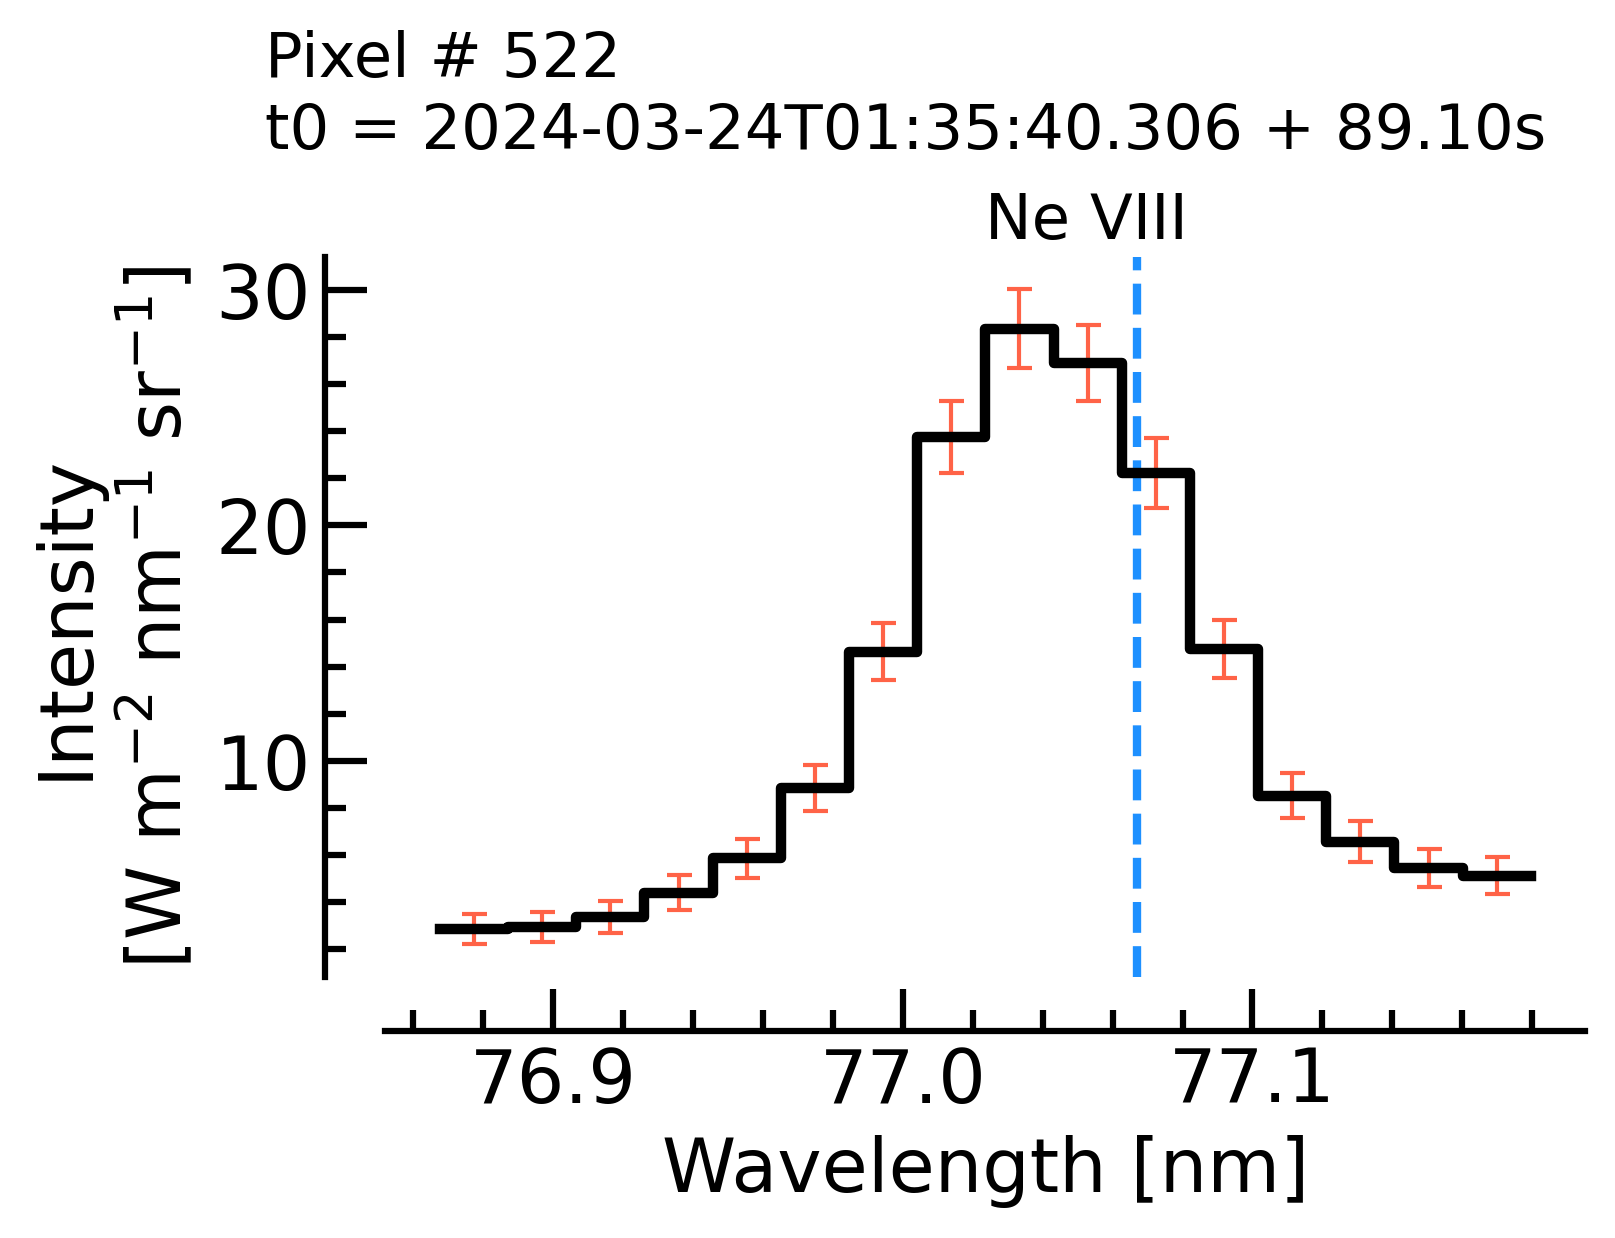 Pixel # 522
t0 = 2024-03-24T01:35:40.306 + 89.10s
Ne VIII
Intensity
[W m⁻² nm⁻¹ sr⁻¹]
30
20
10
76.9 77.0 77.1
Wavelength [nm]